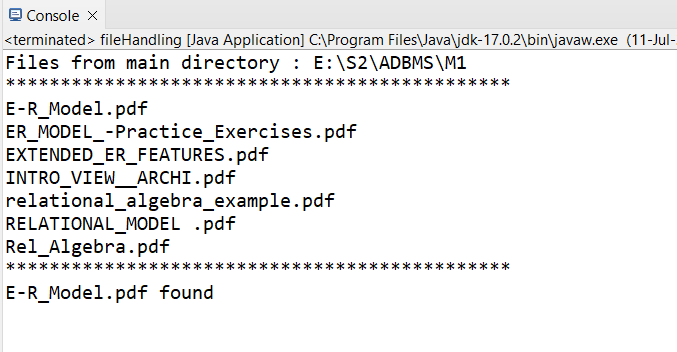 Console
<terminated> fileHandling [Java Application] C:\Program Files\Java\jdk-17.0.2\bin\javaw.exe (11-Jul-
Files from main directory : E:\S2\ADBMS\M1
**********************************************
E-R_Model.pdf
ER_MODEL_-Practice_Exercises.pdf
EXTENDED_ER_FEATURES.pdf
INTRO_VIEW__ARCHI.pdf
relational_algebra_example.pdf
RELATIONAL_MODEL .pdf
Rel_Algebra.pdf
**********************************************
E-R_Model.pdf found